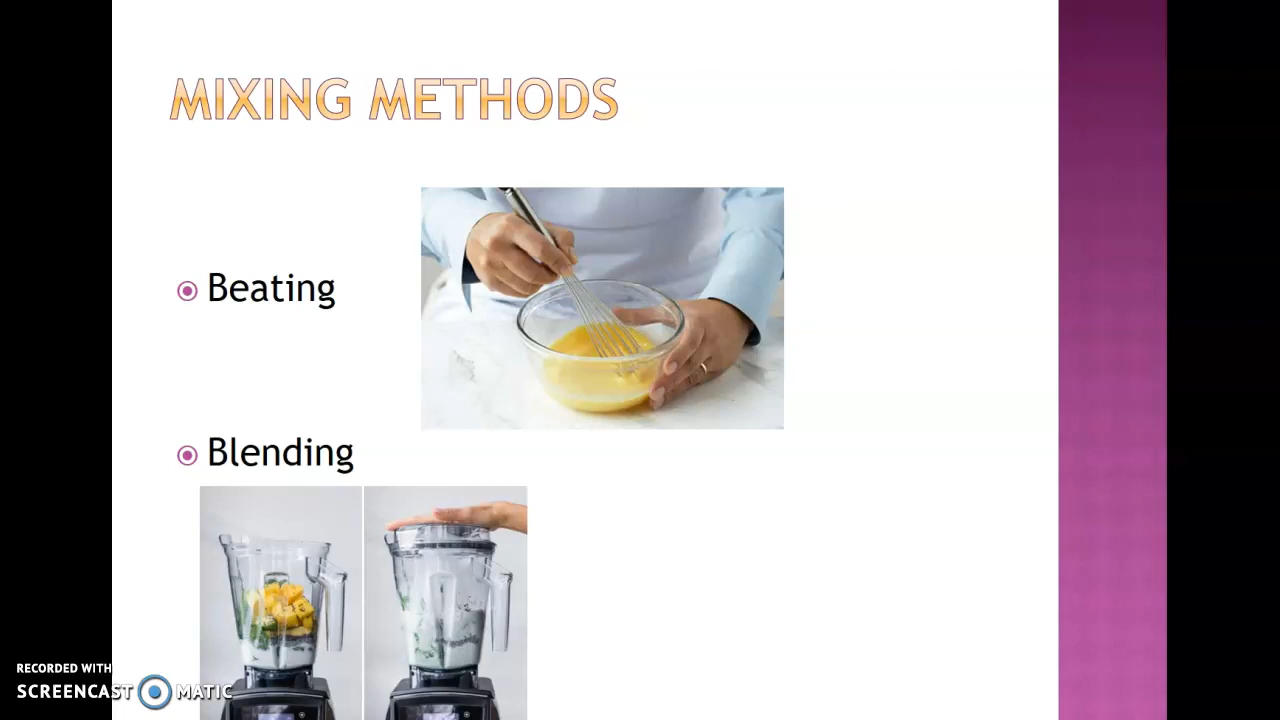 MIXING METHODS
Beating
Blending
RECORDED WITH
SCREENCAST MATIC